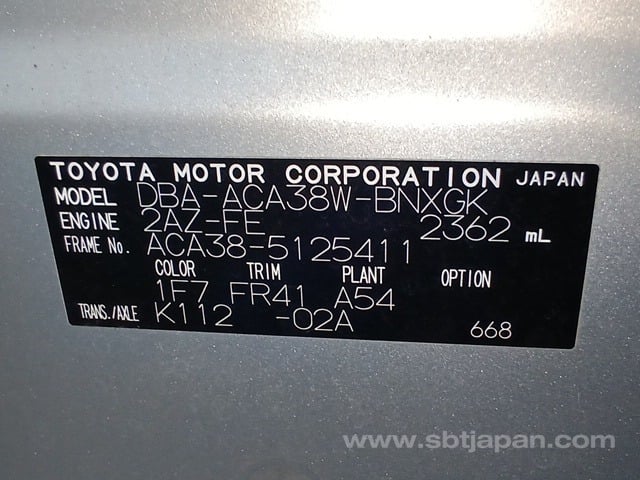 TOYOTA MOTOR CORPORATION JAPAN
MODEL DBA-ACA38W-BNXGK
ENGINE 2AZ-FE 2362 mL
FRAME No. ACA38-5125411
COLOR TRIM PLANT OPTION
1F7 FR41 A54
TRANS./AXLE K112 -02A
668
www.sbtjapan.com